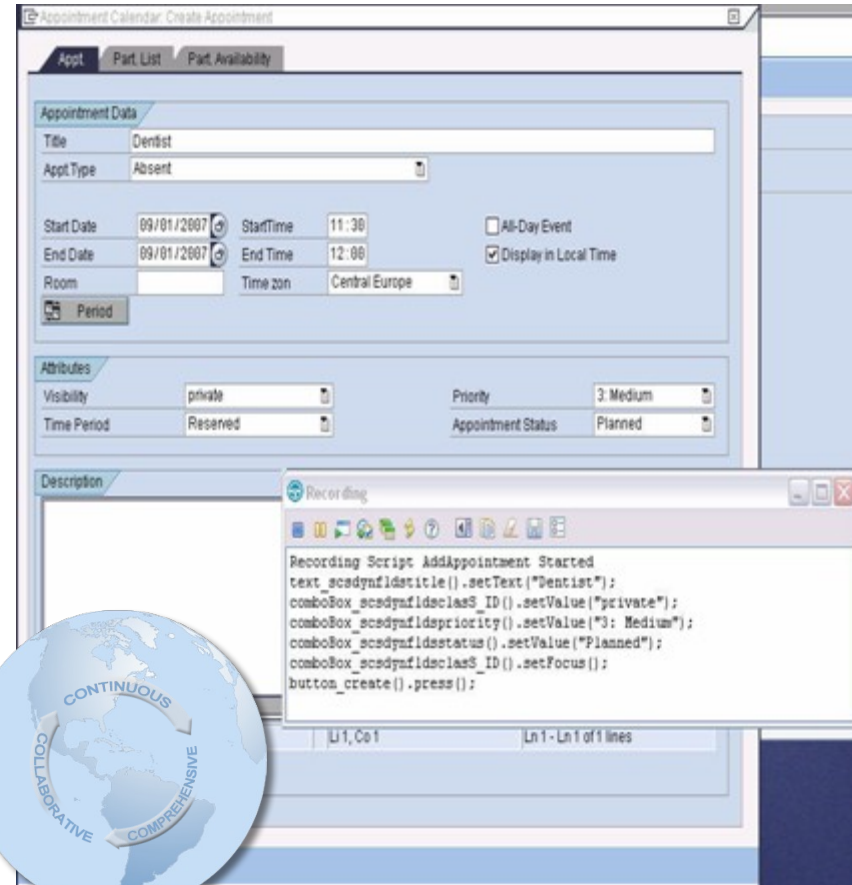 Appointment Calendar: Create Appointment
Appt. Part. List Part. Availability
Appointment Data
Title Dentist
Appt.Type Absent
Start Date 09/01/2007 StartTime 11:30 All-Day Event
End Date 09/01/2007 End Time 12:00 Display in Local Time
Room Time zon Central Europe
Period
Attributes
Visibility private Priority 3: Medium
Time Period Reserved Appointment Status Planned
Description
Recording
Recording Script AddAppointment Started
text_scsdynfldstitle().setText("Dentist");
comboBox_scsdynfldsclasS_ID().setValue("private");
comboBox_scsdynfldspriority().setValue("3: Medium");
comboBox_scsdynfldsstatus().setValue("Planned");
comboBox_scsdynfldsclasS_ID().setFocus();
button_create().press();
Li 1, Co 1 Ln 1 - Ln 1 of 1 lines
CONTINUOUS
COLLABORATIVE
COMPREHENSIVE